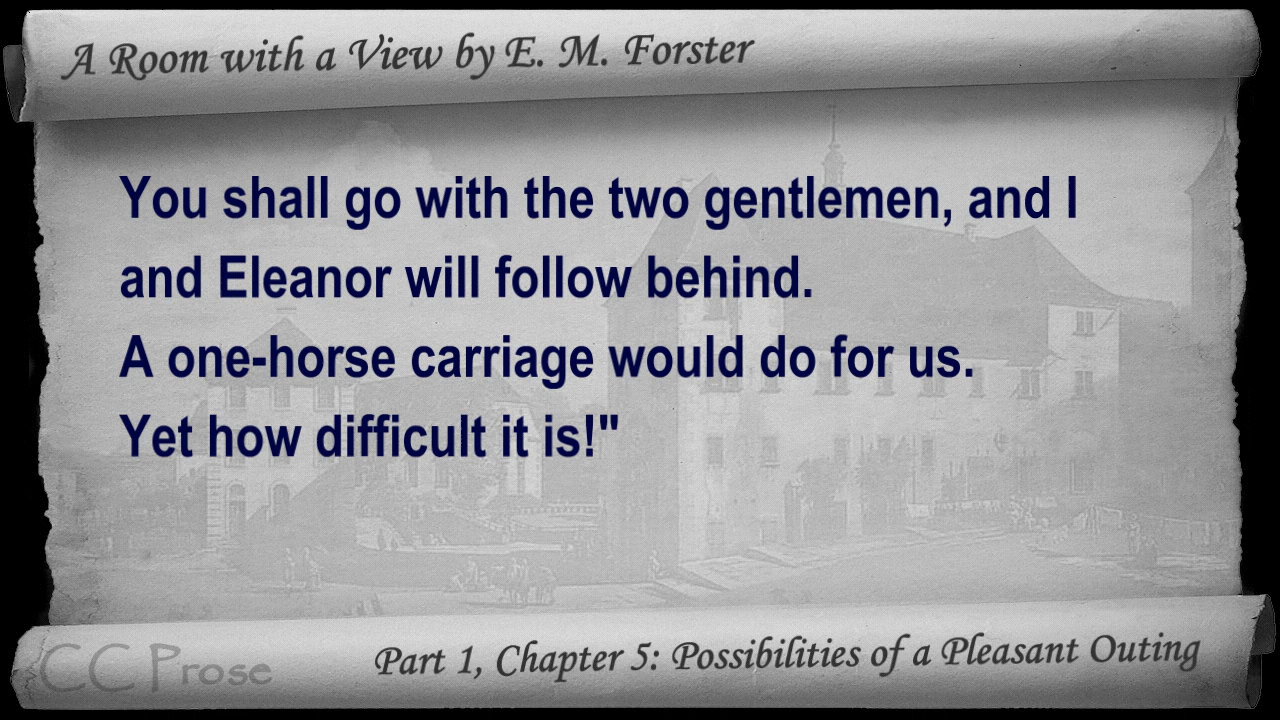 A Room with a View by E. M. Forster
You shall go with the two gentlemen, and I
and Eleanor will follow behind.
A one-horse carriage would do for us.
Yet how difficult it is!"
CC Prose
Part 1, Chapter 5: Possibilities of a Pleasant Outing